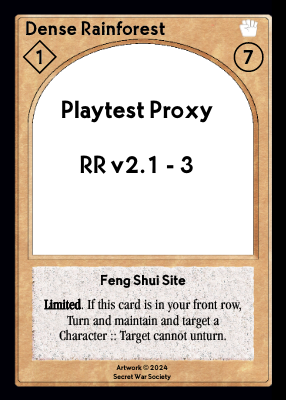 Dense Rainforest
1
7
Playtest Proxy
RR v2.1 - 3
Feng Shui Site
Limited. If this card is in your front row,
Turn and maintain and target a
Character :: Target cannot unturn.
Artwork © 2024
Secret War Society